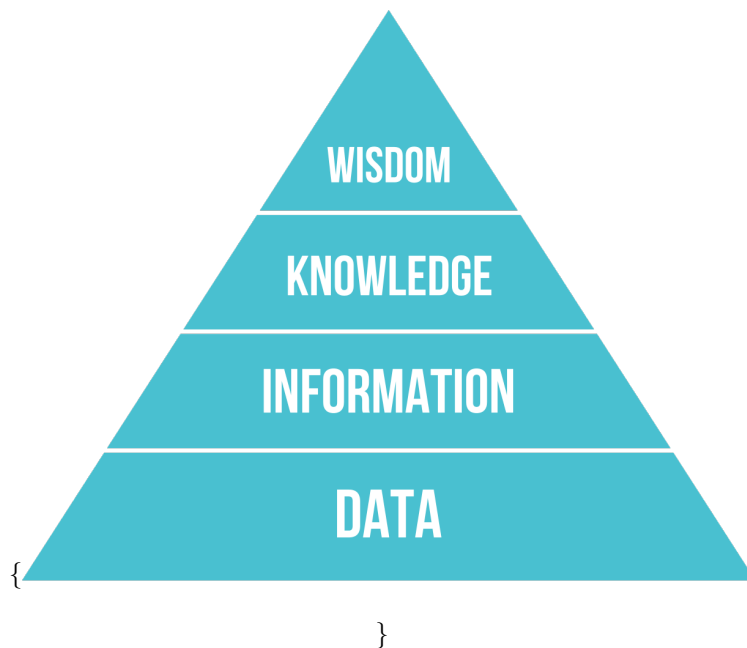 WISDOM
KNOWLEDGE
INFORMATION
DATA
{
}